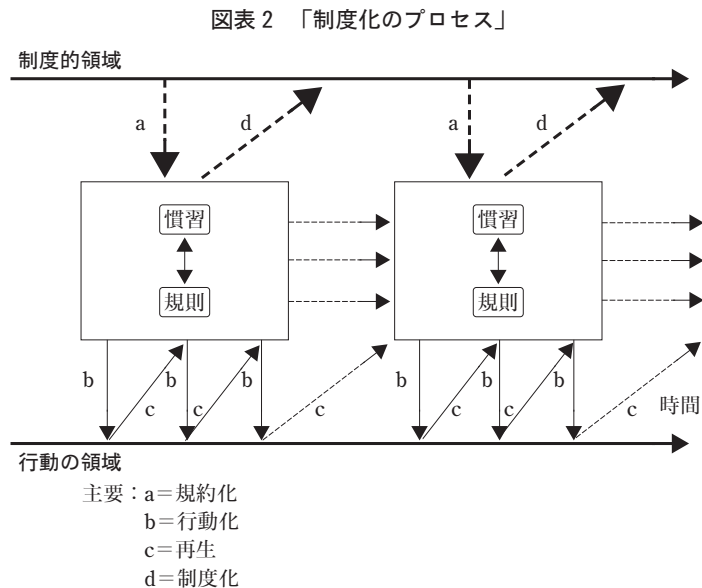 図表2 「制度化のプロセス」
制度的領域
a d a d
慣習 慣習
規則 規則
b b b b b b
c c c c c c 時間
行動の領域
主要：a＝規約化
b＝行動化
c＝再生
d＝制度化